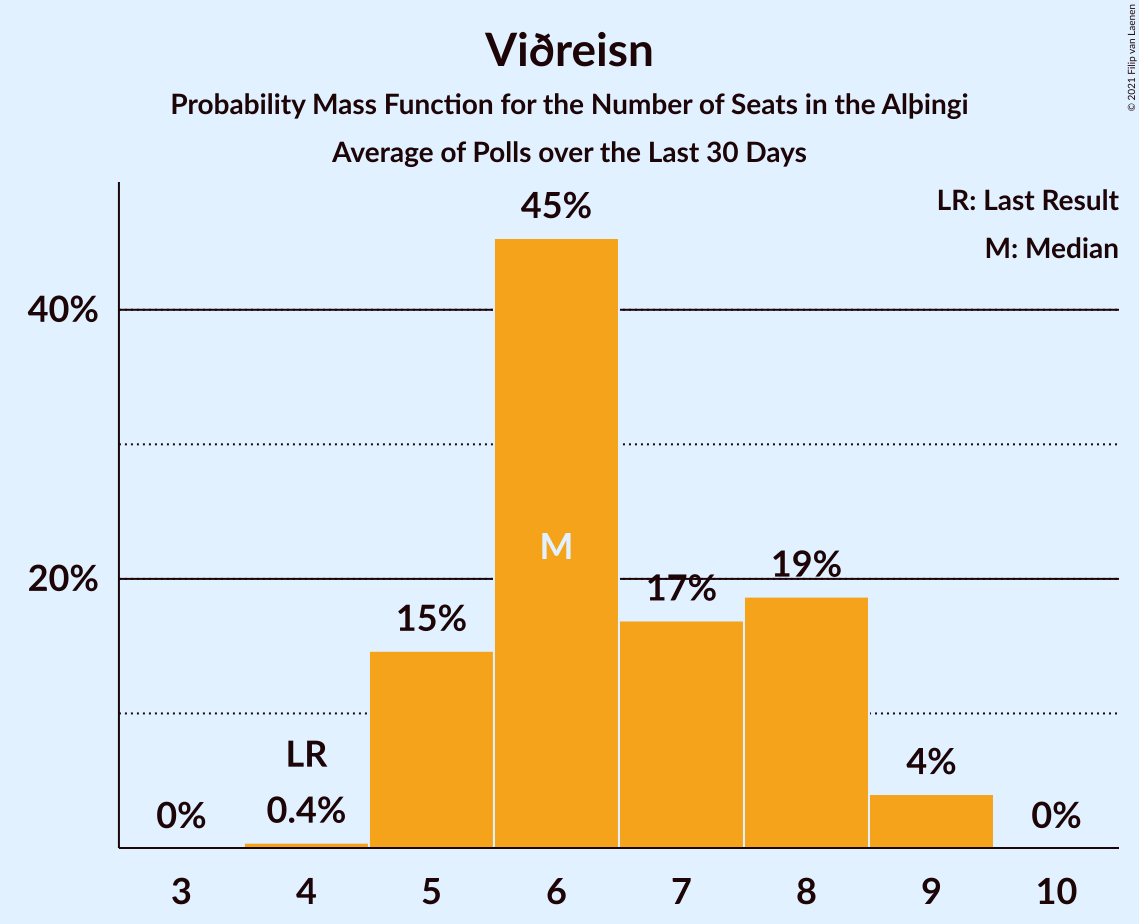 Viðreisn
Probability Mass Function for the Number of Seats in the Alþingi
Average of Polls over the Last 30 Days
© 2021 Filip van Laenen
LR: Last Result
M: Median
45%
40%
M
20%
19%
17%
15%
LR
4%
0%
0.4%
0%
3 4 5 6 7 8 9 10